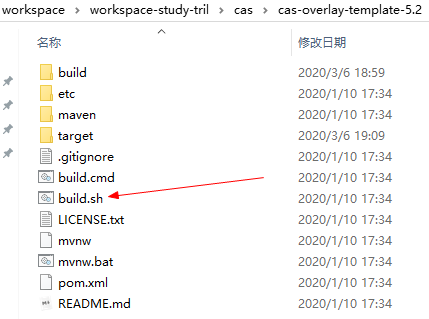 workspace > workspace-study-tril > cas > cas-overlay-template-5.2
名称 修改日期
build 2020/3/6 18:59
etc 2020/1/10 17:34
maven 2020/1/10 17:34
target 2020/3/6 19:09
.gitignore 2020/1/10 17:34
build.cmd 2020/1/10 17:34
build.sh 2020/1/10 17:34
LICENSE.txt 2020/1/10 17:34
mvnw 2020/1/10 17:34
mvnw.bat 2020/1/10 17:34
pom.xml 2020/1/10 17:34
README.md 2020/1/10 17:34